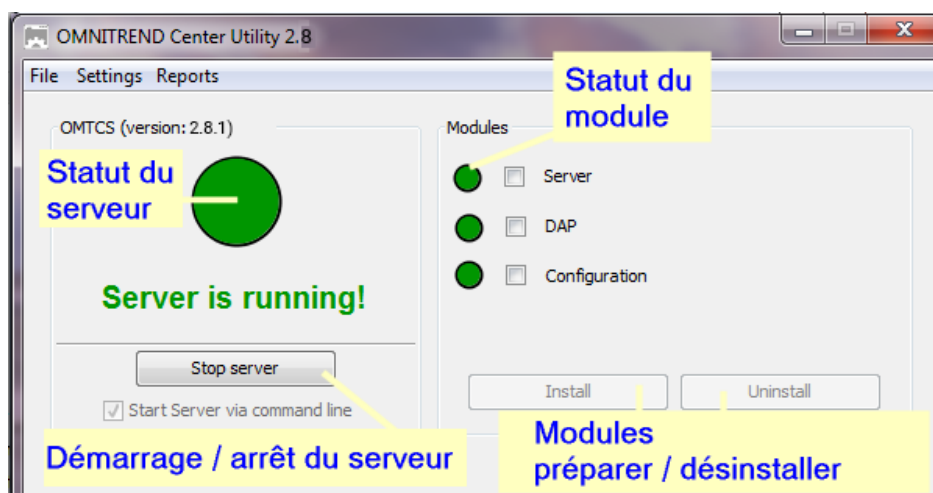 OMNITREND Center Utility 2.8
File Settings Reports
Statut du
module
OMTCS (version: 2.8.1)
Modules
Statut du
serveur
Server
DAP
Configuration
Server is running!
Stop server
Start Server via command line
Install
Uninstall
Démarrage / arrêt du serveur
Modules
préparer / désinstaller